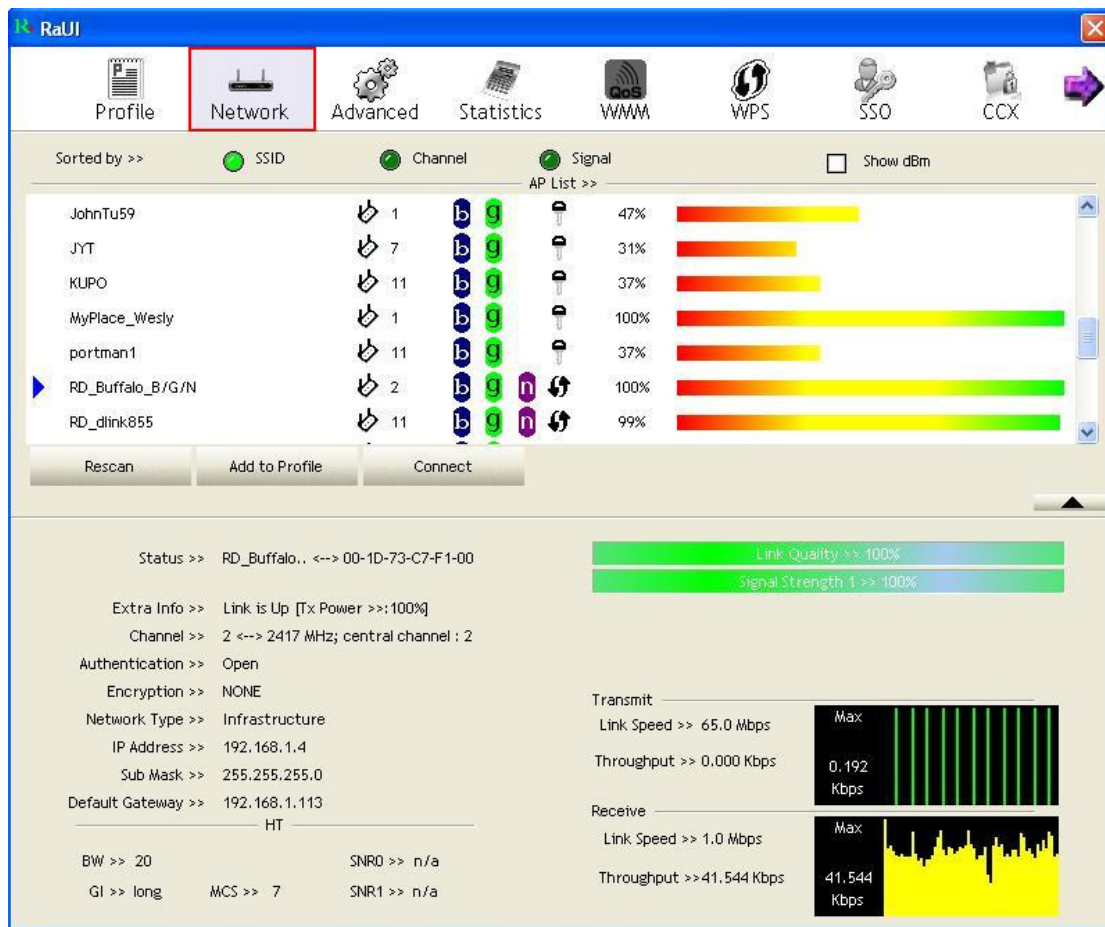 R RaUI
Profile Network Advanced Statistics QoS WMM WPS SSO CCX
Sorted by >> SSID Channel Signal Show dBm
AP List >>
JohnTu59 1 b g 47%
JYT 7 b g 31%
KUPO 11 b g 37%
MyPlace_Wesly 1 b g 100%
portman1 11 b g 37%
RD_Buffalo_B/G/N 2 b g n 100%
RD_dlink855 11 b g n 99%
Rescan Add to Profile Connect
Status >> RD_Buffalo.. <--> 00-1D-73-C7-F1-00
Extra Info >> Link is Up [Tx Power >>:100%]
Channel >> 2 <--> 2417 MHz; central channel : 2
Authentication >> Open
Encryption >> NONE
Network Type >> Infrastructure
IP Address >> 192.168.1.4
Sub Mask >> 255.255.255.0
Default Gateway >> 192.168.1.113
HT
BW >> 20 SNR0 >> n/a
GI >> long MCS >> 7 SNR1 >> n/a
Link Quality >> 100%
Signal Strength 1 >> 100%
Transmit
Link Speed >> 65.0 Mbps
Throughput >> 0.000 Kbps
Max
0.192
Kbps
Receive
Link Speed >> 1.0 Mbps
Throughput >>41.544 Kbps
Max
41.544
Kbps